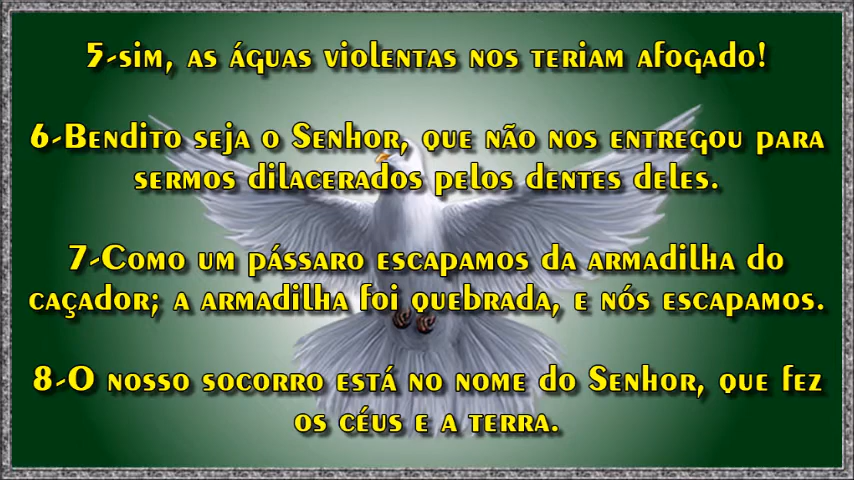 5-sim, as águas violentas nos teriam afogado!
6-Bendito seja o Senhor, que não nos entregou para
sermos dilacerados pelos dentes deles.
7-Como um pássaro escapamos da armadilha do
caçador; a armadilha foi quebrada, e nós escapamos.
8-O nosso socorro está no nome do Senhor, que fez
os céus e a terra.